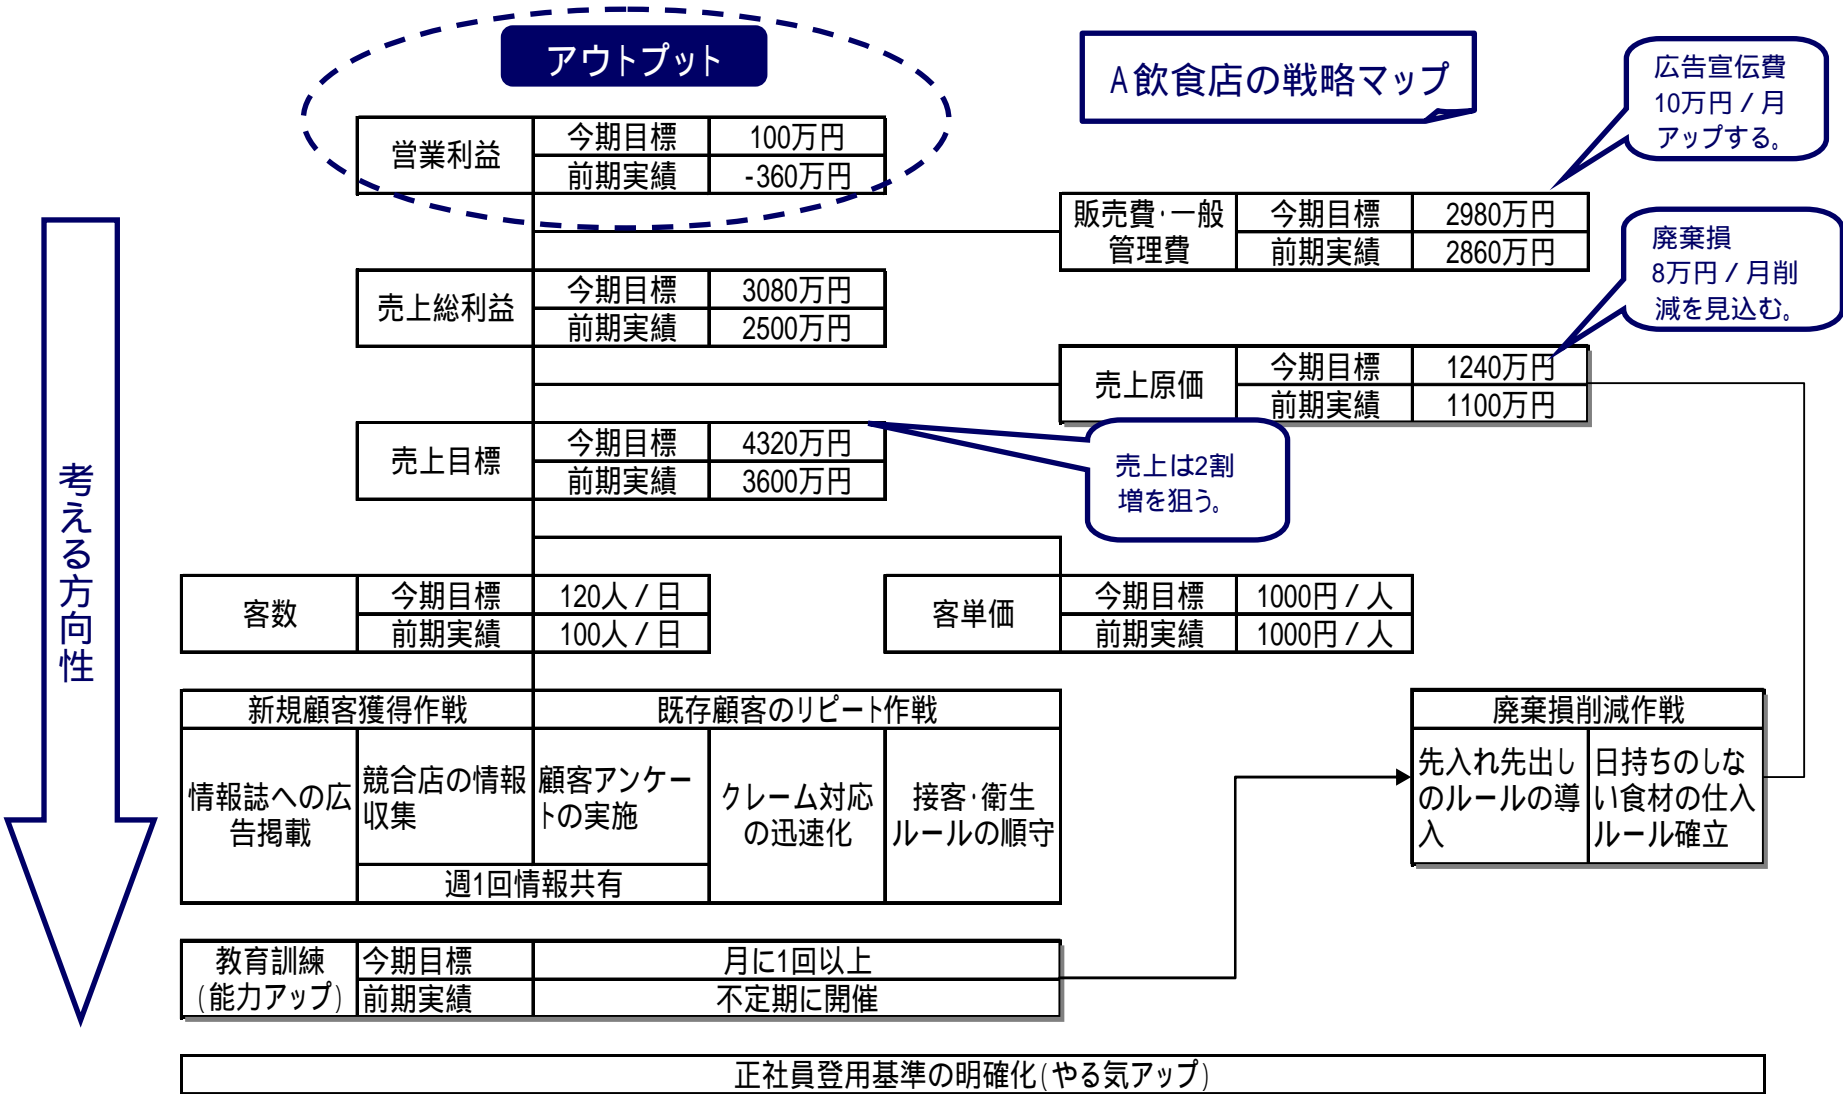 アウトプット
A飲食店の戦略マップ
広告宣伝費
10万円／月
アップする。
営業利益
今期目標 100万円
前期実績 -360万円
販売費・一般
管理費
今期目標 2980万円
前期実績 2860万円
廃棄損
8万円／月削
減を見込む。
売上総利益
今期目標 3080万円
前期実績 2500万円
売上原価
今期目標 1240万円
前期実績 1100万円
売上目標
今期目標 4320万円
前期実績 3600万円
売上は2割
増を狙う。
考える方向性
客数
今期目標 120人／日
前期実績 100人／日
客単価
今期目標 1000円／人
前期実績 1000円／人
新規顧客獲得作戦
既存顧客のリピート作戦
情報誌への広
告掲載
競合店の情報
収集
顧客アンケー
トの実施
週1回情報共有
クレーム対応
の迅速化
接客・衛生
ルールの順守
廃棄損削減作戦
先入れ先出し
のルールの導
入
日持ちのしな
い食材の仕入
ルール確立
教育訓練
(能力アップ)
今期目標 月に1回以上
前期実績 不定期に開催
正社員登用基準の明確化(やる気アップ)